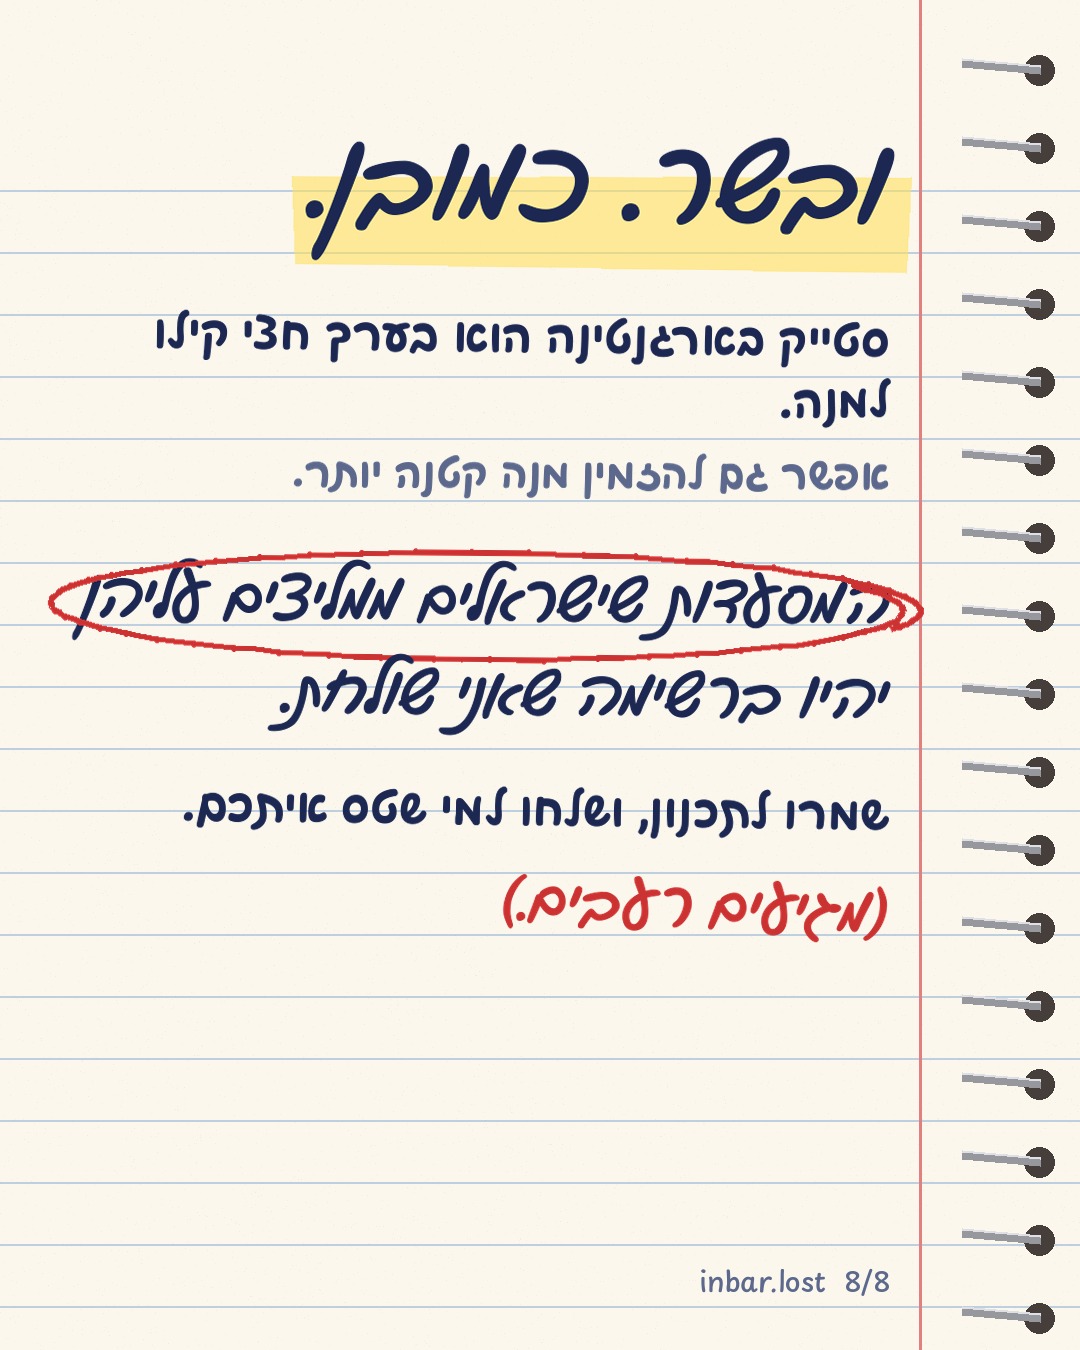 ובשר. כמובן.
סטייק בארגנטינה הוא בערך חצי קילו
למנה.
אפשר גם להזמין מנה קטנה יותר.
המסעדות שישראלים ממליצים עליהן
יהיו ברשימה שאני שולחת.
שמרו לתכנון, ושלחו למי שטס איתכם.
(מגיעים רעבים.)
inbar.lost 8/8